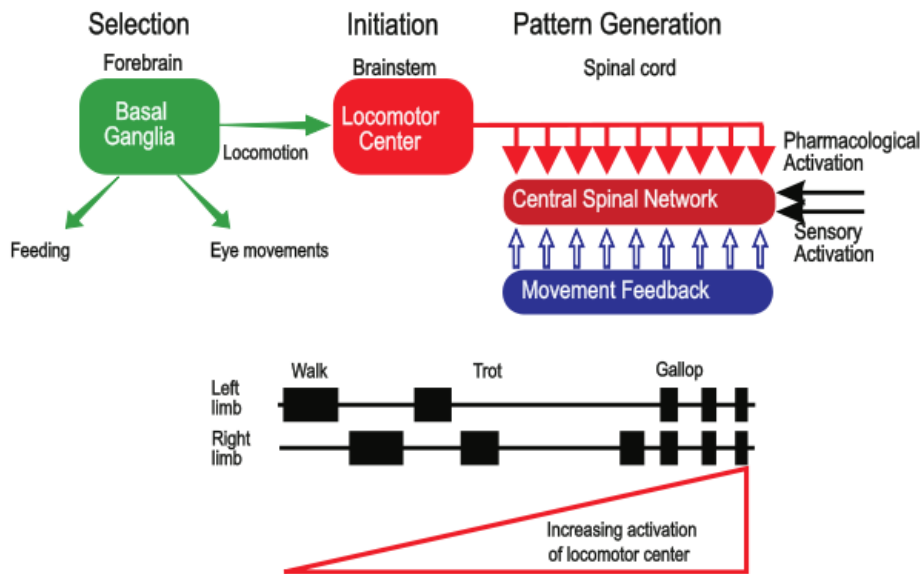 Selection
Initiation
Pattern Generation
Forebrain
Brainstem
Spinal cord
Basal
Ganglia
Locomotion
Locomotor
Center
Pharmacological
Activation
Central Spinal Network
Sensory
Activation
Feeding
Eye movements
Movement Feedback
Walk
Trot
Gallop
Left
limb
Right
limb
Increasing activation
of locomotor center